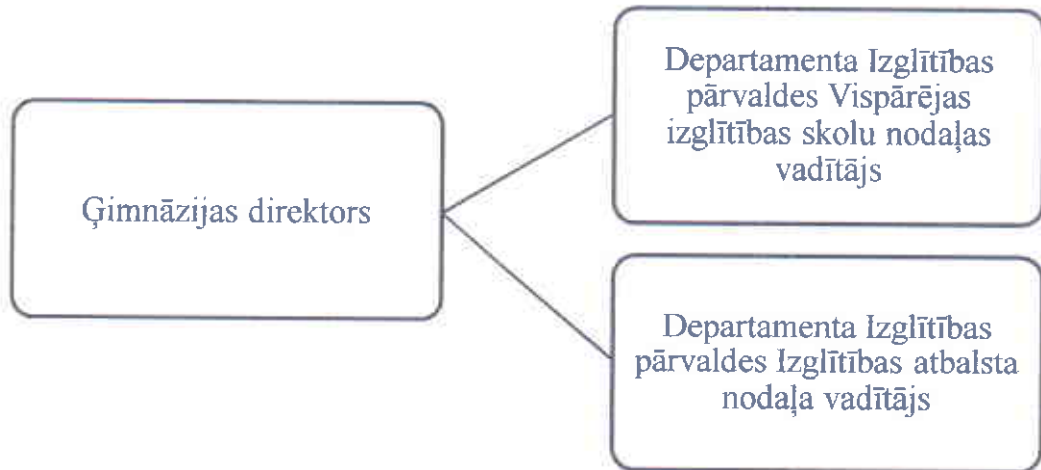 Ģimnāzijas direktors
Departamenta Izglītības
pārvaldes Vispārējas
izglītības skolu nodaļas
vadītājs
Departamenta Izglītības
pārvaldes Izglītības atbalsta
nodaļa vadītājs